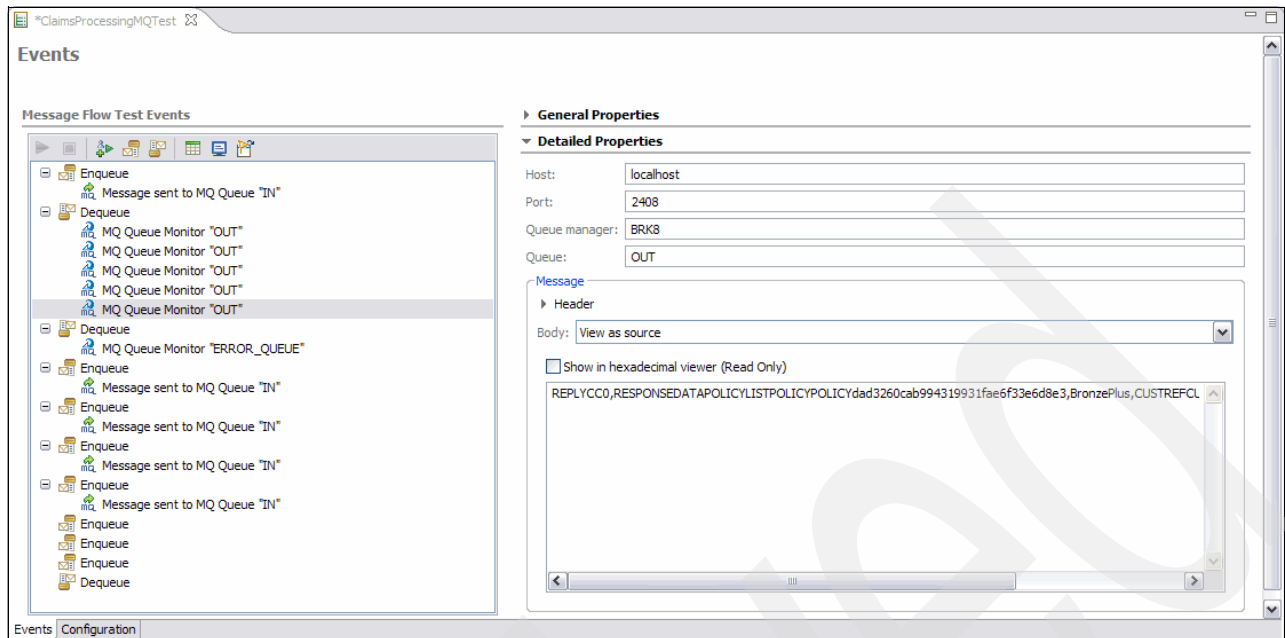 *ClaimsProcessingMQTest
Events
Message Flow Test Events
Enqueue
Message sent to MQ Queue "IN"
Dequeue
MQ Queue Monitor "OUT"
MQ Queue Monitor "OUT"
MQ Queue Monitor "OUT"
MQ Queue Monitor "OUT"
MQ Queue Monitor "OUT"
Dequeue
MQ Queue Monitor "ERROR_QUEUE"
Enqueue
Message sent to MQ Queue "IN"
Enqueue
Message sent to MQ Queue "IN"
Enqueue
Message sent to MQ Queue "IN"
Enqueue
Message sent to MQ Queue "IN"
Enqueue
Enqueue
Enqueue
Dequeue
General Properties
Detailed Properties
Host: localhost
Port: 2408
Queue manager: BRK8
Queue: OUT
Message
Header
Body: View as source
Show in hexadecimal viewer (Read Only)
REPLYCC0,RESPONSEDATAPOLICYLISTPOLICYPOLICYdad3260cab994319931fae6f33e6d8e3,BronzePlus,CUSTREFCU
Events Configuration